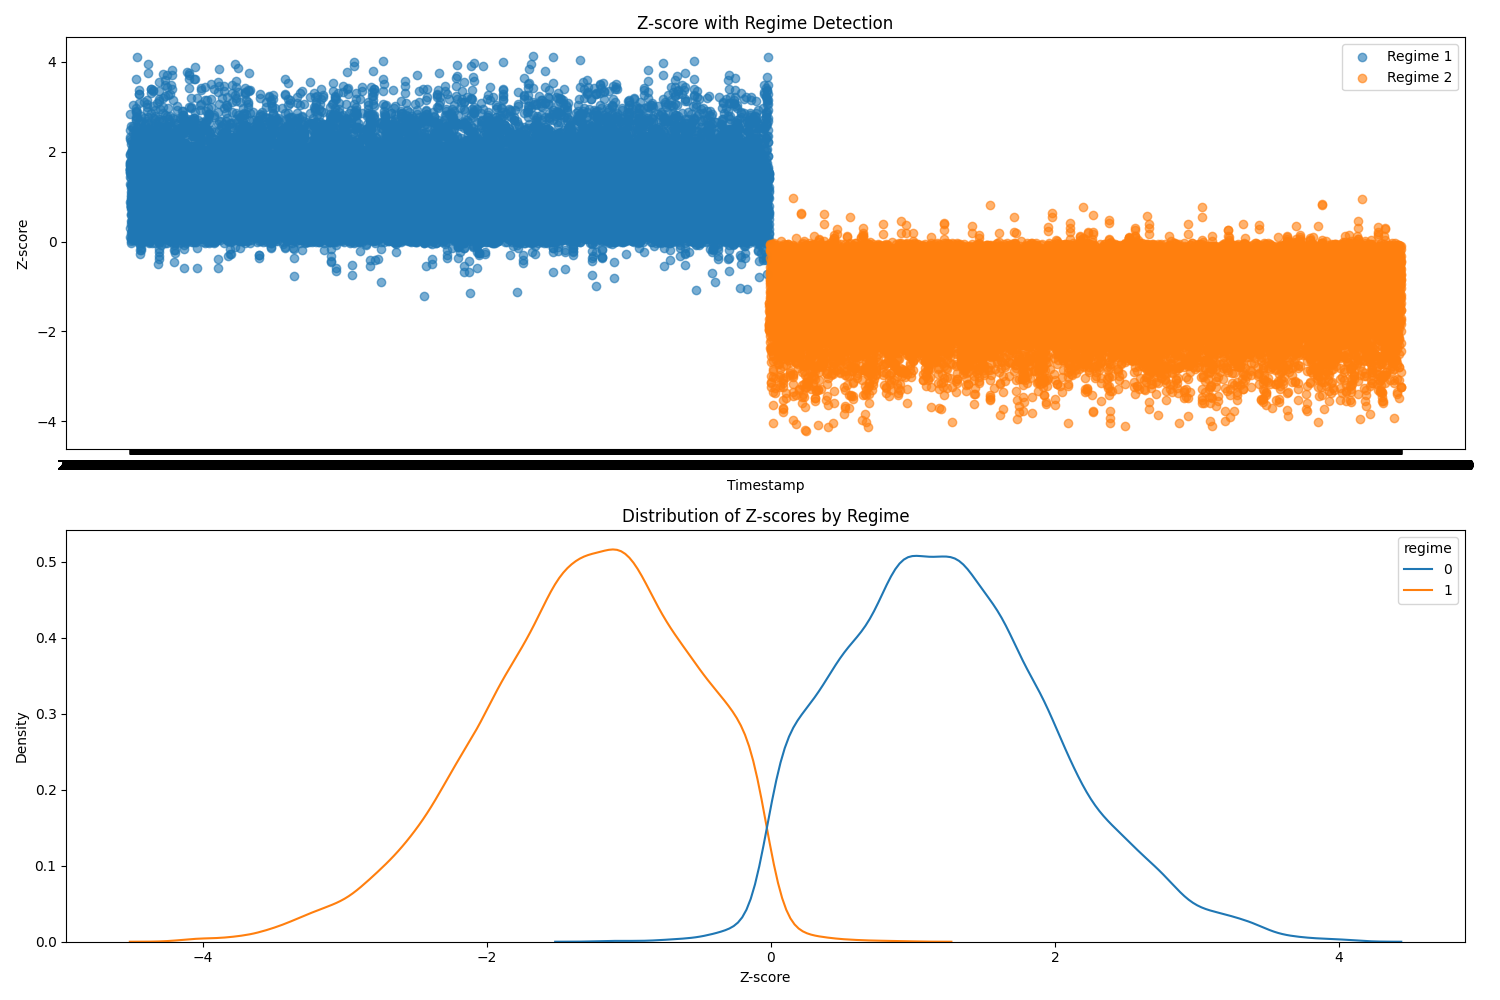 Z-score with Regime Detection
4
2
0
−2
−4
Z-score
Regime 1
Regime 2
Timestamp
Distribution of Z-scores by Regime
0.5
0.4
0.3
0.2
0.1
0.0
Density
regime
0
1
−4
−2
0
2
4
Z-score